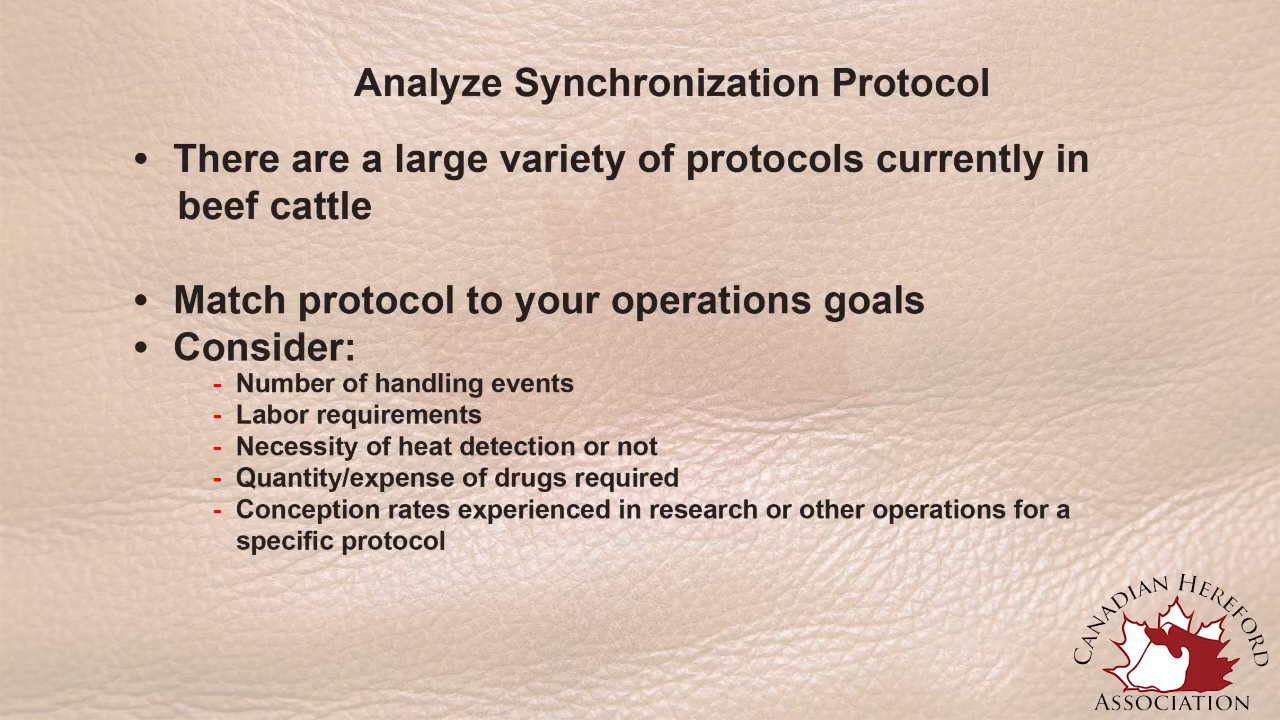 Analyze Synchronization Protocol
• There are a large variety of protocols currently in
beef cattle
• Match protocol to your operations goals
• Consider:
- Number of handling events
- Labor requirements
- Necessity of heat detection or not
- Quantity/expense of drugs required
- Conception rates experienced in research or other operations for a
specific protocol
CANADIAN HEREFORD
ASSOCIATION